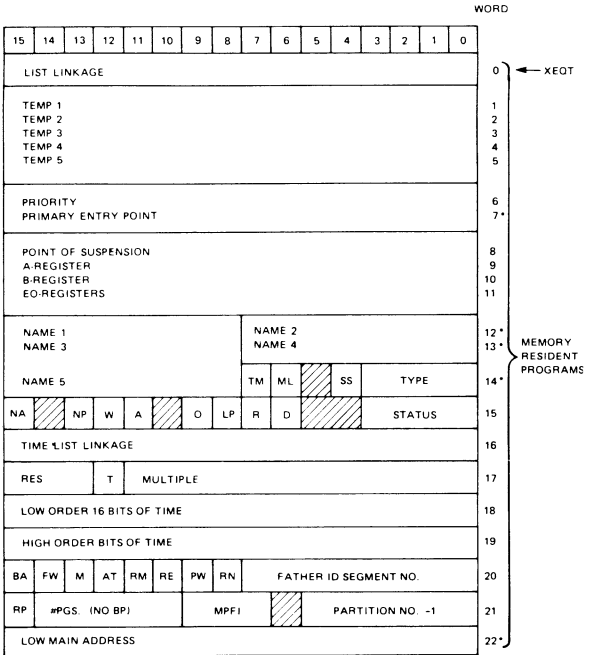 WORD
15 14 13 12 11 10 9 8 7 6 5 4 3 2 1 0
LIST LINKAGE 0 XEQT
TEMP 1 1
TEMP 2 2
TEMP 3 3
TEMP 4 4
TEMP 5 5
PRIORITY 6
PRIMARY ENTRY POINT 7*
POINT OF SUSPENSION 8
A-REGISTER 9
B-REGISTER 10
EO-REGISTERS 11
NAME 1 NAME 2 12*
NAME 3 NAME 4 13*
MEMORY
RESIDENT
PROGRAMS
NAME 5 TM ML SS TYPE 14*
NA NP W A O LP R D STATUS 15
TIME LIST LINKAGE 16
RES T MULTIPLE 17
LOW ORDER 16 BITS OF TIME 18
HIGH ORDER BITS OF TIME 19
BA FW M AT RM RE PW RN FATHER ID SEGMENT NO. 20
RP #PGS. (NO BP) MPFI PARTITION NO. -1 21
LOW MAIN ADDRESS 22*